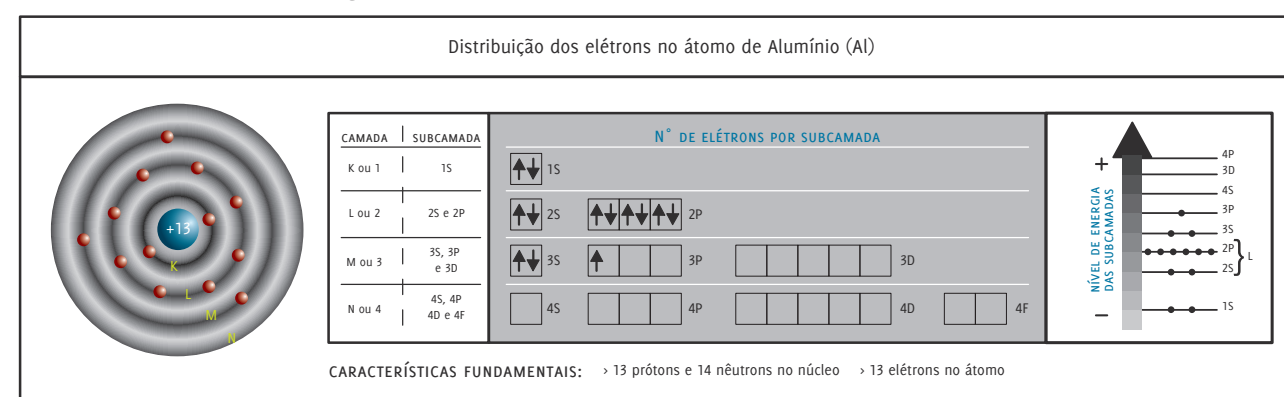 Distribuição dos elétrons no átomo de Alumínio (Al)
+13
K
L
M
N
CAMADA SUBCAMADA
N° DE ELÉTRONS POR SUBCAMADA
K ou 1 1S
1S
L ou 2 2S e 2P
2S 2P
M ou 3 3S, 3P
e 3D
3S 3P 3D
N ou 4 4S, 4P
4D e 4F
4S 4P 4D 4F
+
NÍVEL DE ENERGIA
DAS SUBCAMADAS
–
4P
3D
4S
3P
3S
2P
L
2S
1S
CARACTERÍSTICAS FUNDAMENTAIS: › 13 prótons e 14 nêutrons no núcleo › 13 elétrons no átomo